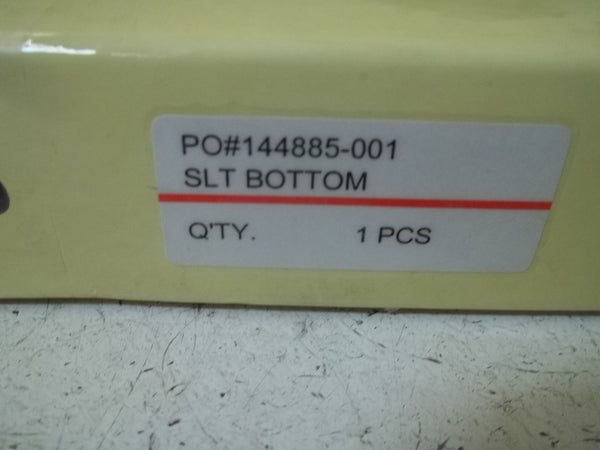 PO#144885-001
SLT BOTTOM
Q'TY. 1 PCS